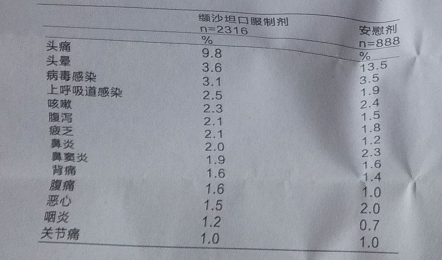 缬沙坦口服制剂 安慰剂
n=2316 n=888
% %
头痛 9.8 13.5
头晕 3.6 3.5
病毒感染 3.1 1.9
上呼吸道感染 2.5 2.4
咳嗽 2.3 1.5
腹泻 2.1 1.8
疲乏 2.1 1.2
鼻炎 2.0 2.3
鼻窦炎 1.9 1.6
背痛 1.6 1.4
腹痛 1.6 1.0
恶心 1.5 2.0
咽炎 1.2 0.7
关节痛 1.0 1.0